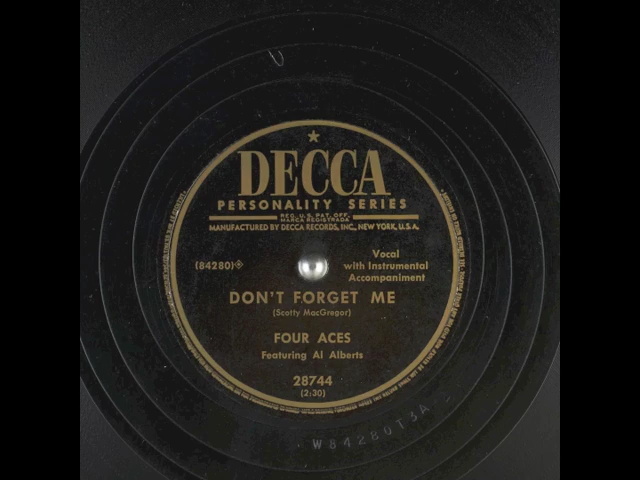 DECCA
PERSONALITY SERIES
REG. U.S. PAT. OFF.
MARCA REGISTRADA
MANUFACTURED BY DECCA RECORDS, INC., NEW YORK, U.S.A.
(84280)
Vocal
with Instrumental
Accompaniment
DON'T FORGET ME
(Scotty MacGregor)
FOUR ACES
Featuring Al Alberts
28744
(2:30)
W84280T3A